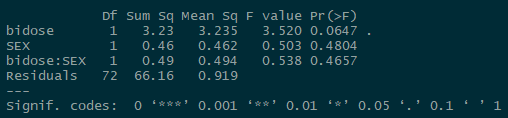 Df Sum Sq Mean Sq F value Pr(>F)
bidose 1 3.23 3.235 3.520 0.0647 .
SEX 1 0.46 0.462 0.503 0.4804
bidose:SEX 1 0.49 0.494 0.538 0.4657
Residuals 72 66.16 0.919
---
Signif. codes: 0 ‘***’ 0.001 ‘**’ 0.01 ‘*’ 0.05 ‘.’ 0.1 ‘ ’ 1